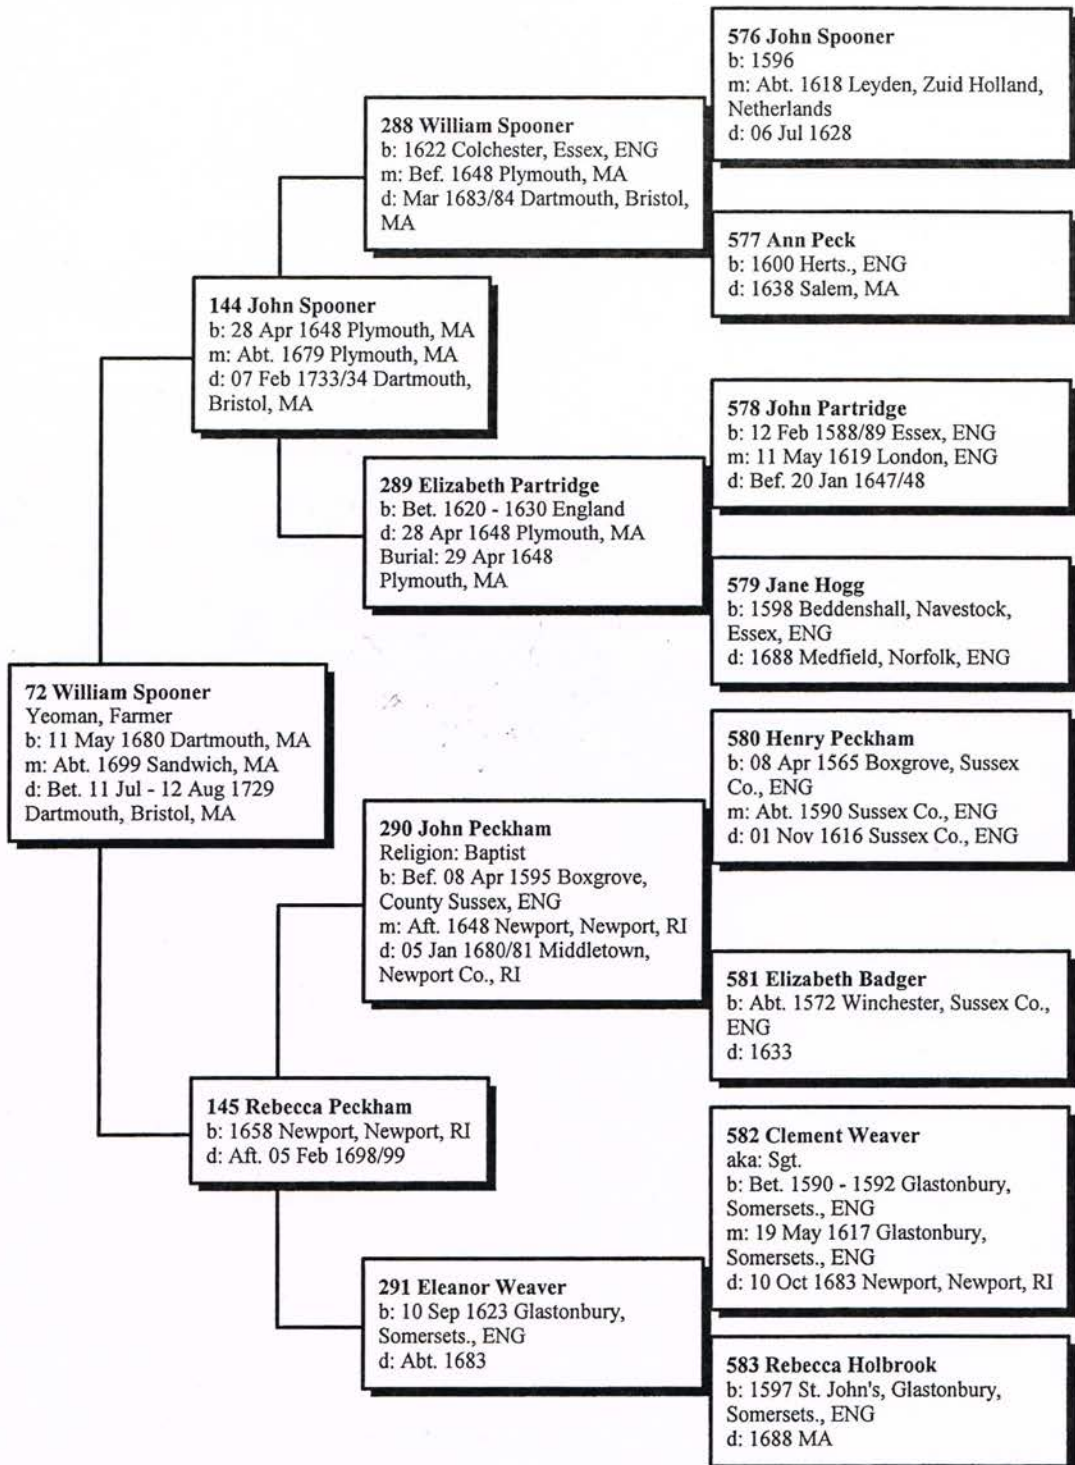 576 John Spooner
b: 1596
m: Abt. 1618 Leyden, Zuid Holland,
Netherlands
d: 06 Jul 1628
288 William Spooner
b: 1622 Colchester, Essex, ENG
m: Bef. 1648 Plymouth, MA
d: Mar 1683/84 Dartmouth, Bristol,
MA
577 Ann Peck
b: 1600 Herts., ENG
d: 1638 Salem, MA
144 John Spooner
b: 28 Apr 1648 Plymouth, MA
m: Abt. 1679 Plymouth, MA
d: 07 Feb 1733/34 Dartmouth,
Bristol, MA
578 John Partridge
b: 12 Feb 1588/89 Essex, ENG
m: 11 May 1619 London, ENG
d: Bef. 20 Jan 1647/48
289 Elizabeth Partridge
b: Bet. 1620 - 1630 England
d: 28 Apr 1648 Plymouth, MA
Burial: 29 Apr 1648
Plymouth, MA
579 Jane Hogg
b: 1598 Beddenshall, Navestock,
Essex, ENG
d: 1688 Medfield, Norfolk, ENG
72 William Spooner
Yeoman, Farmer
b: 11 May 1680 Dartmouth, MA
m: Abt. 1699 Sandwich, MA
d: Bet. 11 Jul - 12 Aug 1729
Dartmouth, Bristol, MA
580 Henry Peckham
b: 08 Apr 1565 Boxgrove, Sussex
Co., ENG
m: Abt. 1590 Sussex Co., ENG
d: 01 Nov 1616 Sussex Co., ENG
290 John Peckham
Religion: Baptist
b: Bef. 08 Apr 1595 Boxgrove,
County Sussex, ENG
m: Aft. 1648 Newport, Newport, RI
d: 05 Jan 1680/81 Middletown,
Newport Co., RI
581 Elizabeth Badger
b: Abt. 1572 Winchester, Sussex Co.,
ENG
d: 1633
145 Rebecca Peckham
b: 1658 Newport, Newport, RI
d: Aft. 05 Feb 1698/99
582 Clement Weaver
aka: Sgt.
b: Bet. 1590 - 1592 Glastonbury,
Somersets., ENG
m: 19 May 1617 Glastonbury,
Somersets., ENG
d: 10 Oct 1683 Newport, Newport, RI
291 Eleanor Weaver
b: 10 Sep 1623 Glastonbury,
Somersets., ENG
d: Abt. 1683
583 Rebecca Holbrook
b: 1597 St. John's, Glastonbury,
Somersets., ENG
d: 1688 MA